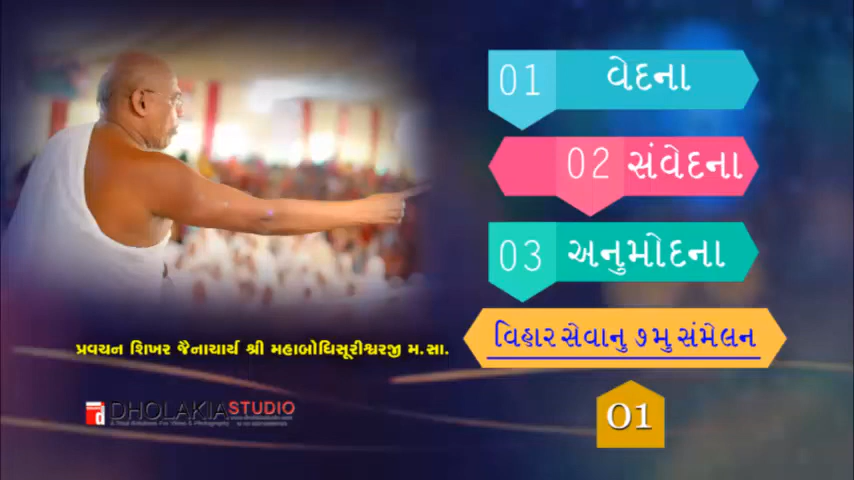 01 વેદના
02 સંવેદના
03 અનુમોદના
વિહાર સેવાનુ ૭મુ સંમેલન
01
પ્રવચન શિખર જૈનાચાર્ય શ્રી મહાબોધિસૂરીશ્વરજી મ.સા.
DHOLAKIA STUDIO